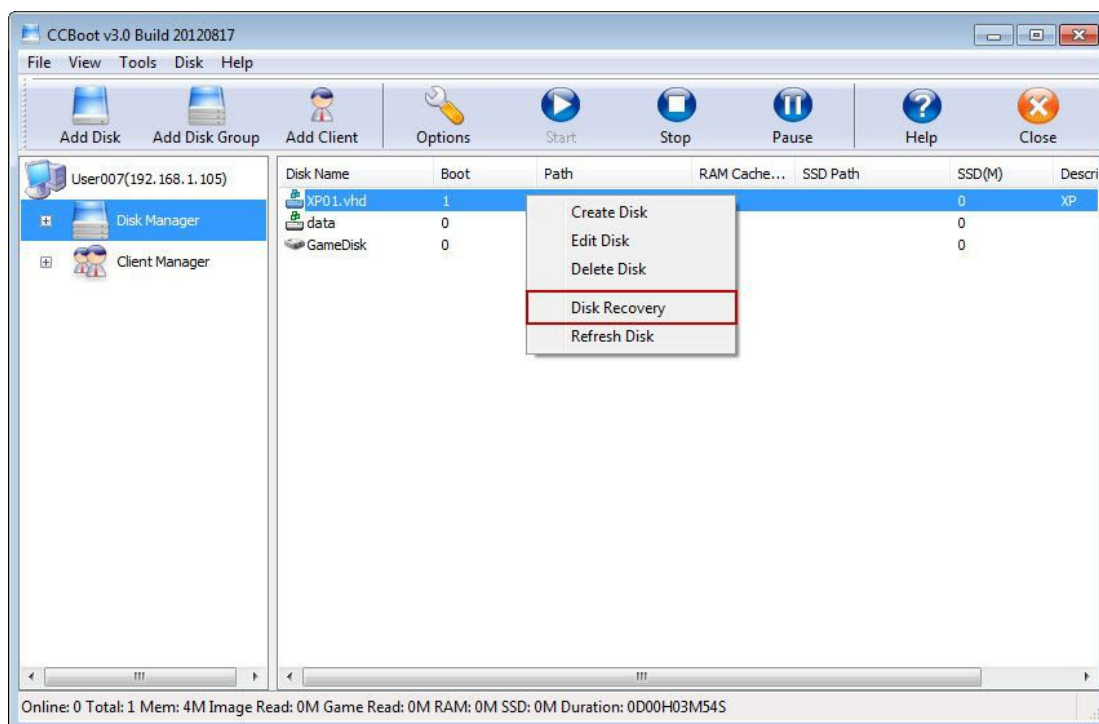 CCBoot v3.0 Build 20120817
File View Tools Disk Help
Add Disk Add Disk Group Add Client Options Start Stop Pause Help Close
User007(192.168.1.105)
Disk Manager
Client Manager
Disk Name Boot Path RAM Cache... SSD Path SSD(M) Descri
XP01.vhd 1 0 XP
data 0 0
GameDisk 0 0
Create Disk
Edit Disk
Delete Disk
Disk Recovery
Refresh Disk
Online: 0 Total: 1 Mem: 4M Image Read: 0M Game Read: 0M RAM: 0M SSD: 0M Duration: 0D00H03M54S